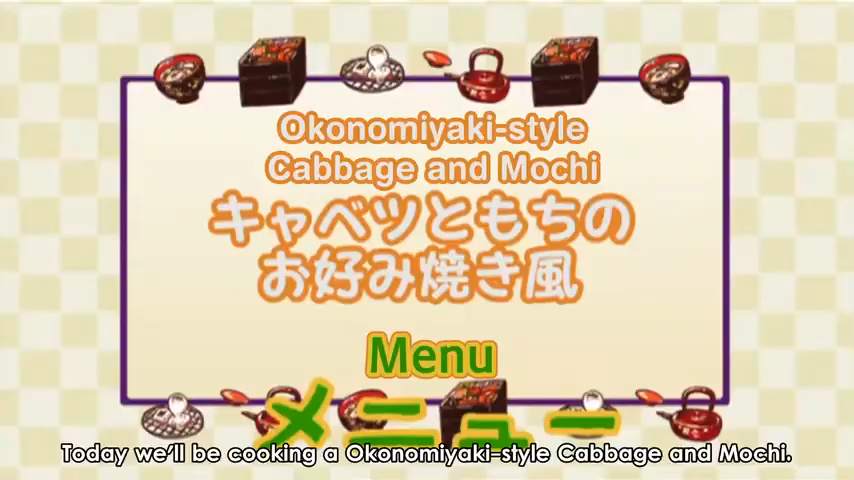 Okonomiyaki-style
Cabbage and Mochi
キャベツともちの
お好み焼き風
Menu
メニュー
Today we'll be cooking a Okonomiyaki-style Cabbage and Mochi.